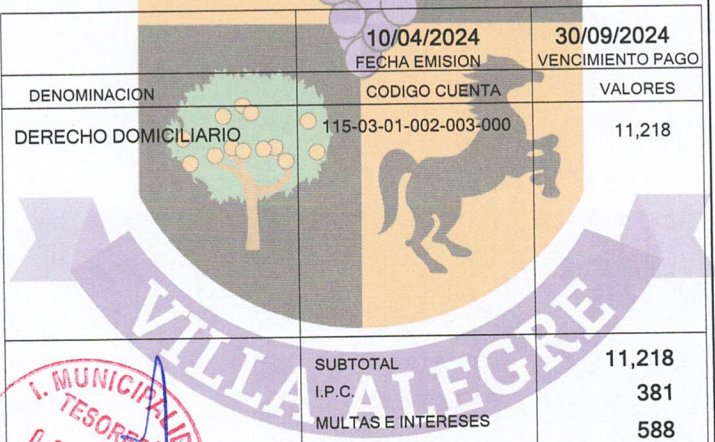 10/04/2024 30/09/2024
FECHA EMISION VENCIMIENTO PAGO
DENOMINACION CODIGO CUENTA VALORES
DERECHO DOMICILIARIO 115-03-01-002-003-000 11,218
VILLA ALEGRE
SUBTOTAL 11,218
I.P.C. 381
MULTAS E INTERESES 588
I. MUNICIPALID
TESORE